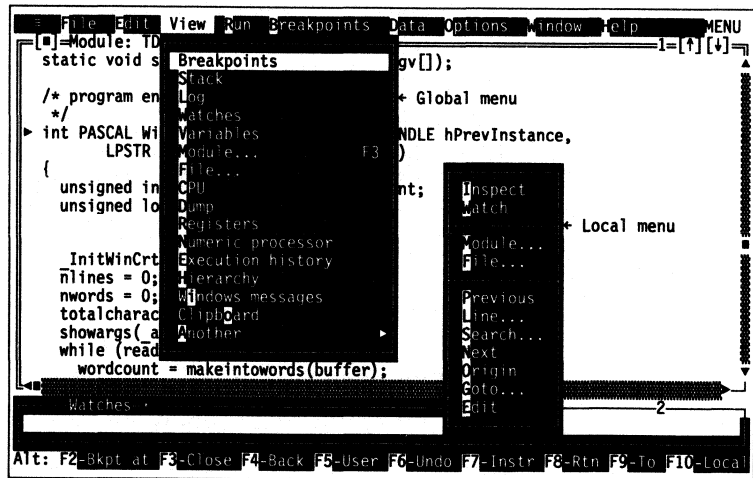 ≡ File Edit View Run Breakpoints Data Options Window Help MENU
[■]=Module: TD 1=[↑][↓]
static void s gv[]);
Breakpoints
Stack
Log
Watches
Variables
Module... F3
File...
CPU
Dump
Registers
Numeric processor
Execution history
Hierarchy
Windows messages
Clipboard
Another ►
/* program en
← Global menu
*/
► int PASCAL Wi NDLE hPrevInstance,
LPSTR )
{
unsigned in nt;
unsigned lo
_InitWinCrt
nlines = 0;
nwords = 0;
totalcharac
showargs(_a
while (read
wordcount = makeintowords(buffer);
Inspect
Watch
Module...
File...
Previous
Line...
Search...
Next
Origin
Goto...
Edit
← Local menu
Watches 2
Alt: F2-Bkpt at F3-Close F4-Back F5-User F6-Undo F7-Instr F8-Rtn F9-To F10-Local